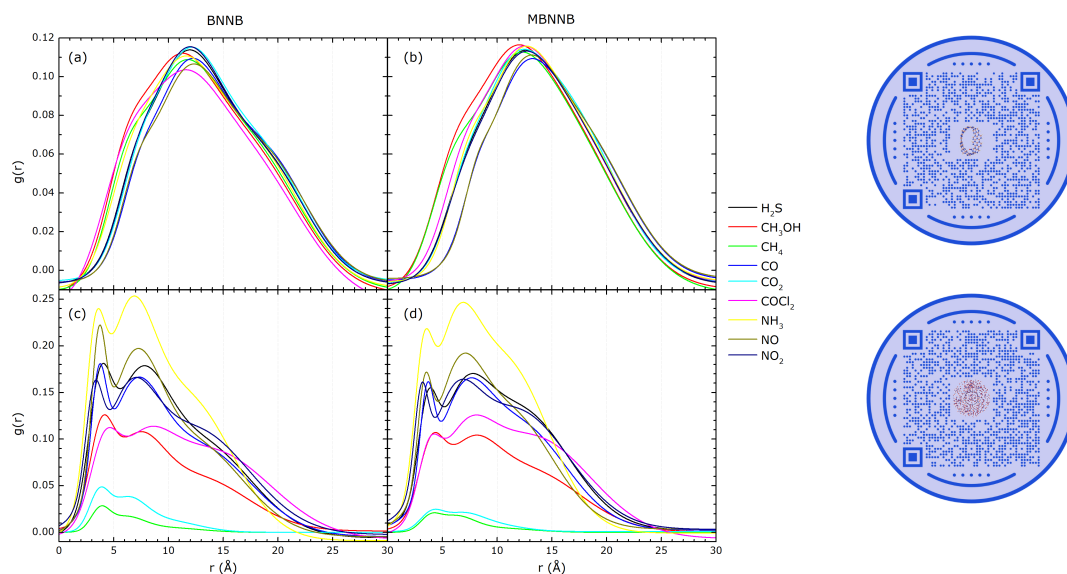 BNNB
MBNNB
(a)
(b)
0.12
0.10
0.08
0.06
0.04
0.02
0.00
g(r)
H₂S
CH₃OH
CH₄
CO
CO₂
COCl₂
NH₃
NO
NO₂
(c)
(d)
0.25
0.20
0.15
0.10
0.05
0.00
g(r)
0 5 10 15 20 25 30 5 10 15 20 25 30
r (Å) r (Å)